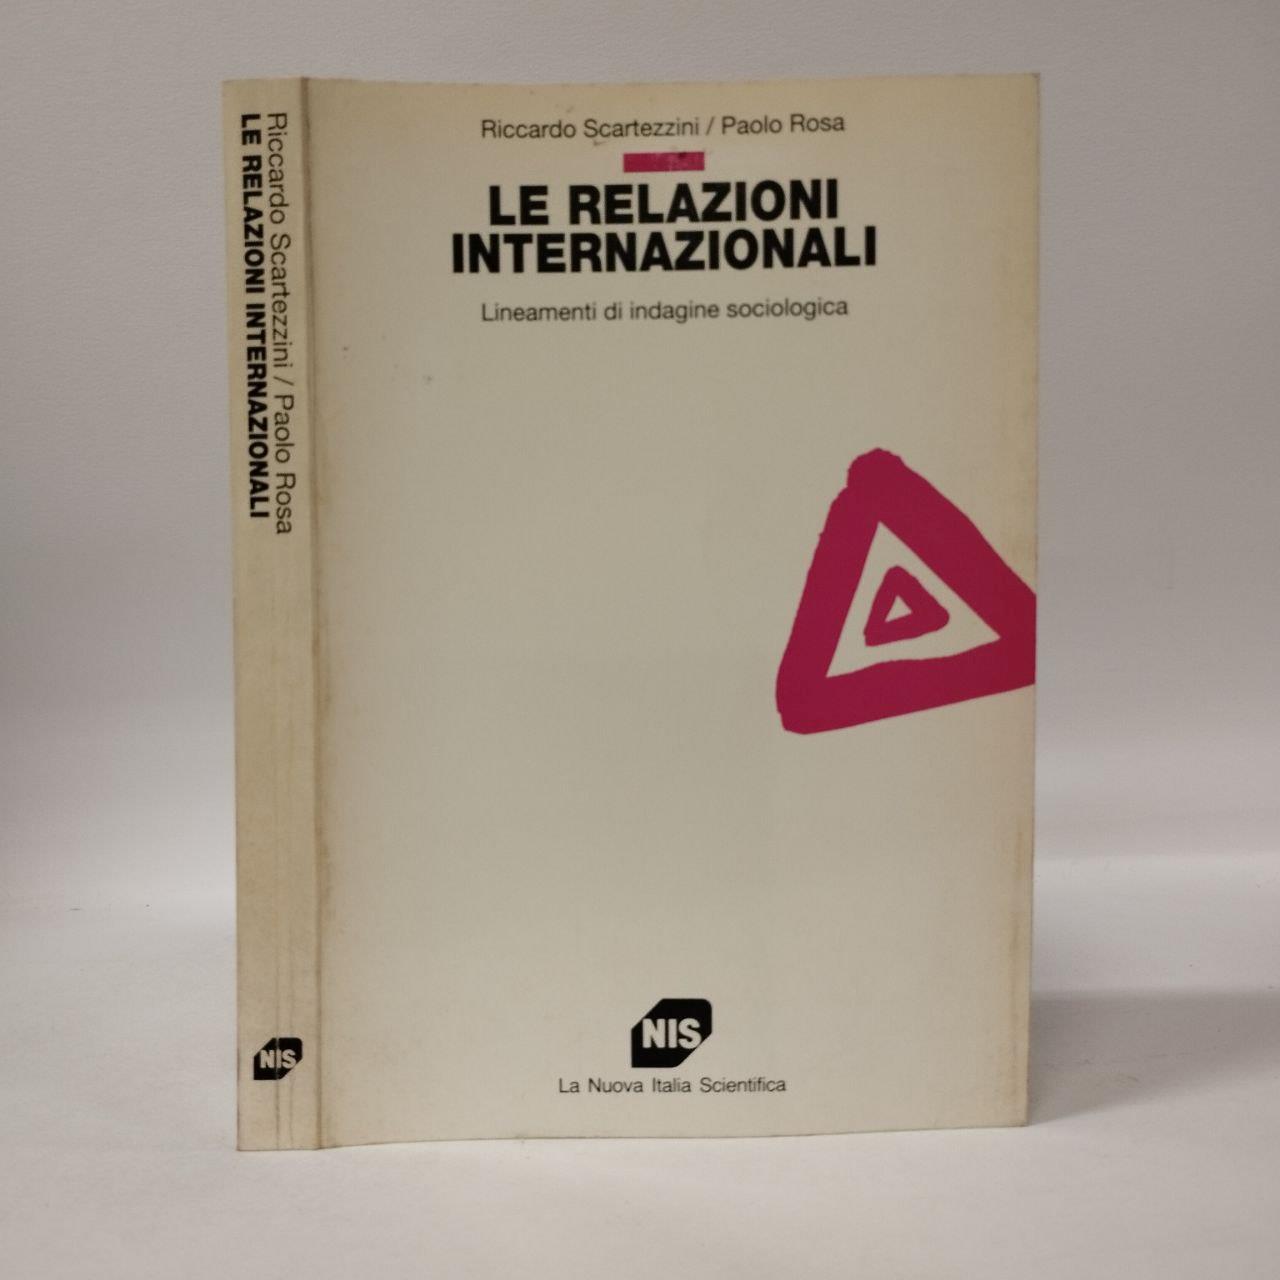 Riccardo Scartezzini / Paolo Rosa
LE RELAZIONI INTERNAZIONALI
NIS
Riccardo Scartezzini / Paolo Rosa
LE RELAZIONI
INTERNAZIONALI
Lineamenti di indagine sociologica
NIS
La Nuova Italia Scientifica